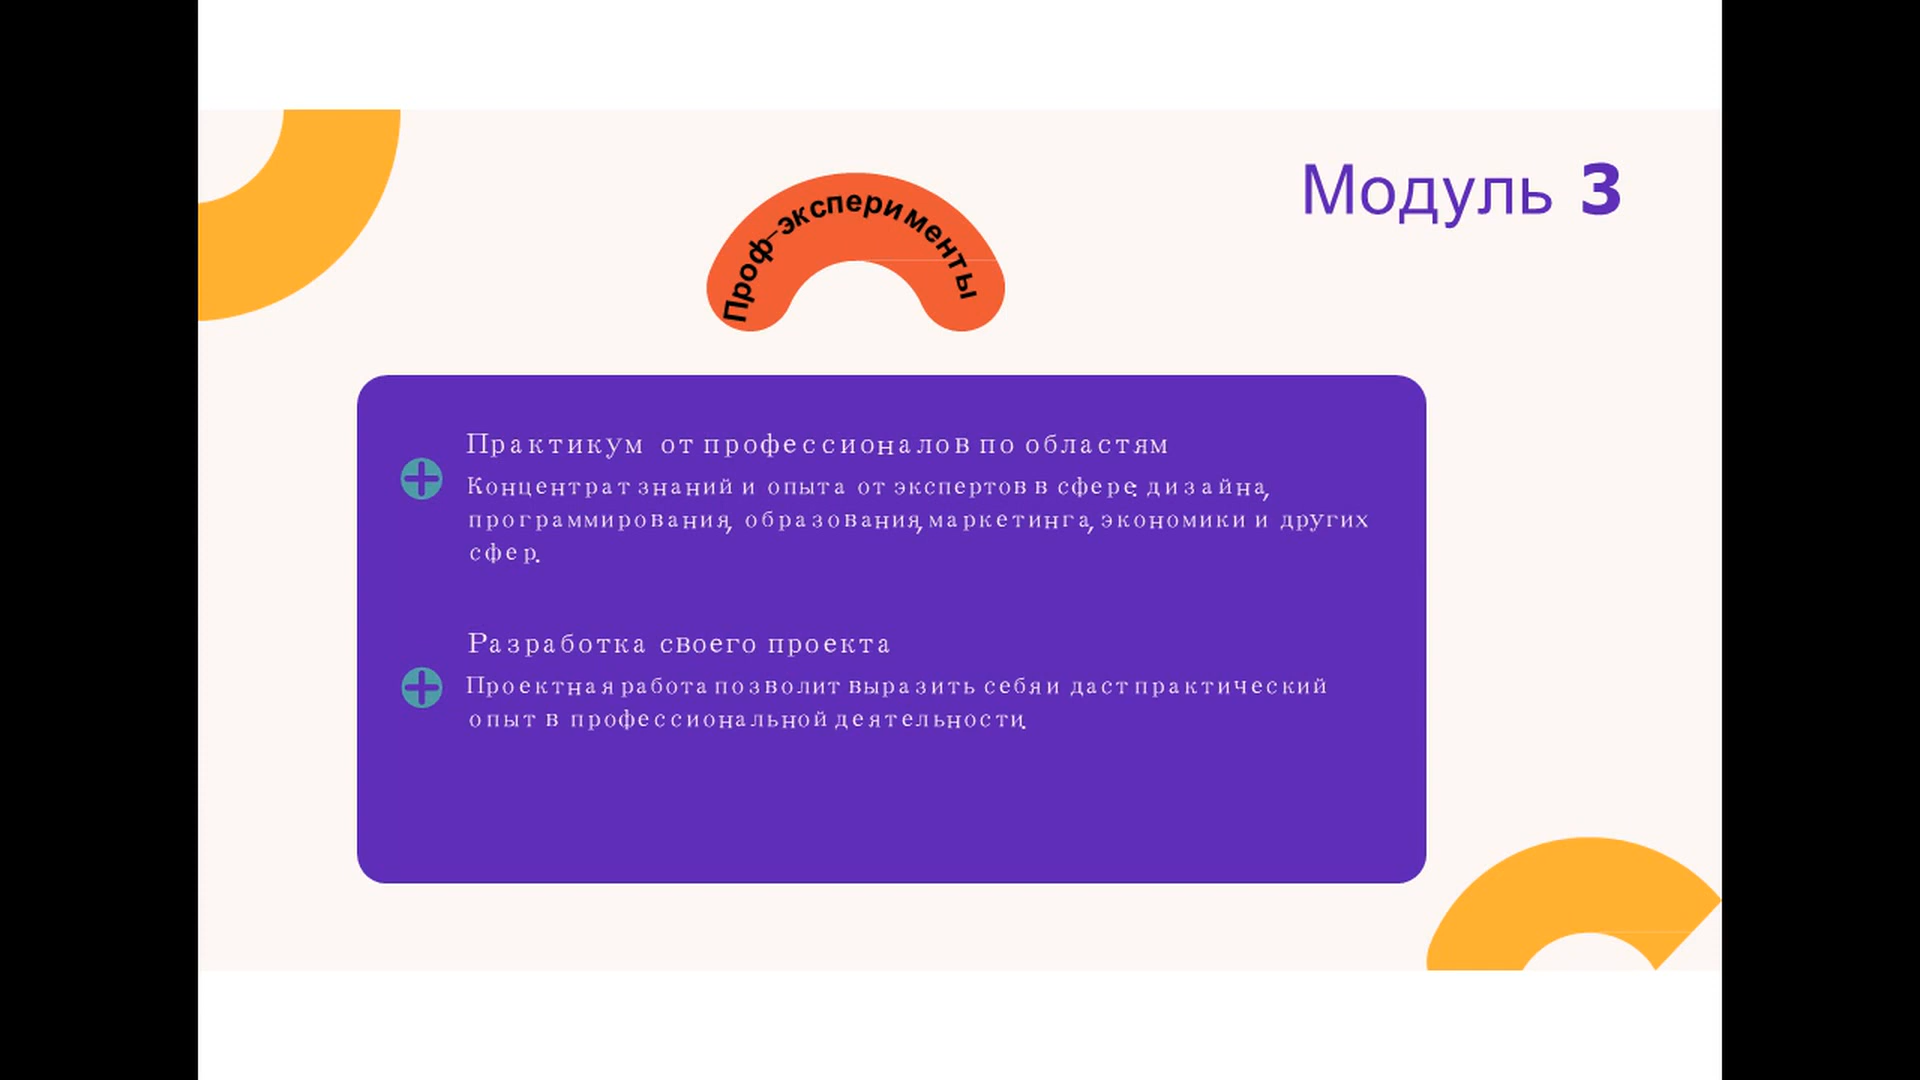 Модуль 3
Проф-эксперименты
Практикум от профессионалов по областям
Концентрат знаний и опыта от экспертов в сфере: дизайна,
программирования, образования, маркетинга, экономики и других
сфер.
Разработка своего проекта
Проектная работа позволит выразить себя и даст практический
опыт в профессиональной деятельности.